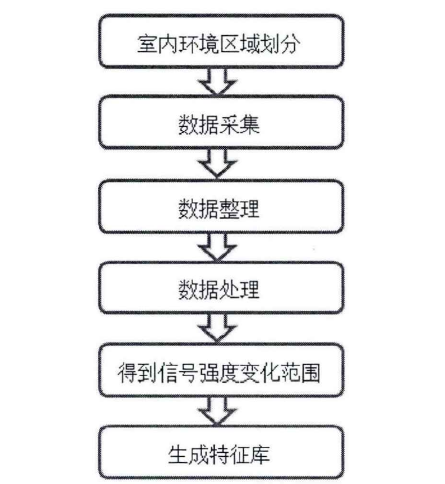 室内环境区域划分
数据采集
数据整理
数据处理
得到信号强度变化范围
生成特征库